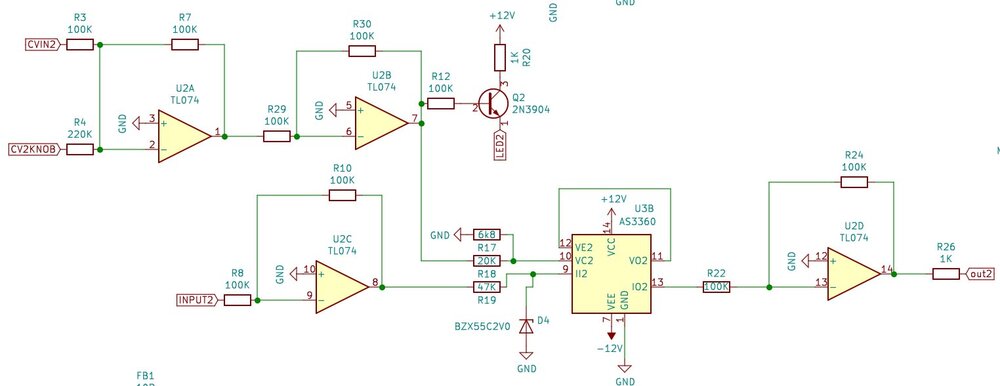 GND
GND
+12V
R3
100K
R7
100K
R30
100K
CVIN2
1K
R20
U2A
TL074
U2B
TL074
R12
100K
3
Q2
2N3904
2
1
GND
3
+
2
−
1
R29
100K
GND
5
+
6
−
7
R4
220K
CV2KNOB
LED2
R10
100K
R24
100K
+12V
U3B
AS3360
14
VCC
U2C
TL074
GND
6k8
R17
20K
R18
47K
R19
12
VE2
10
VC2
9
II2
VO2
11
IO2
13
VEE
GND
7
1
-12V
GND
U2D
TL074
GND
12
+
13
−
14
R22
100K
R26
1K
out2
INPUT2
R8
100K
GND
10
+
9
−
8
BZX55C2V0
D4
GND
FB1